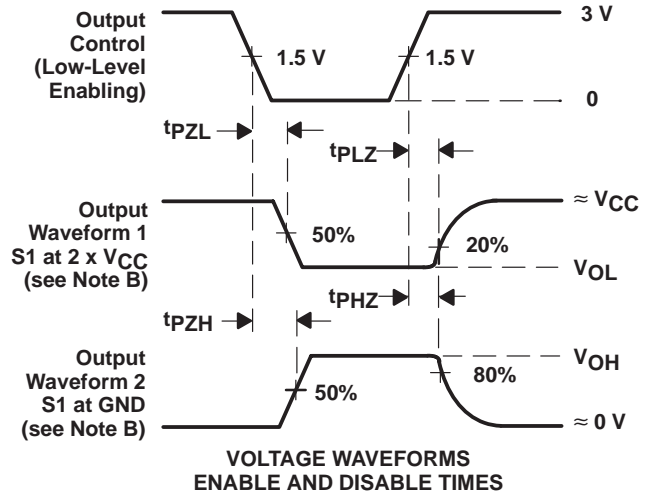 Output
Control
(Low-Level
Enabling)
1.5 V
1.5 V
3 V
0
tPZL
tPLZ
Output
Waveform 1
S1 at 2 x VCC
(see Note B)
50%
20%
≈ VCC
VOL
tPZH
tPHZ
Output
Waveform 2
S1 at GND
(see Note B)
50%
80%
VOH
≈ 0 V
VOLTAGE WAVEFORMS
ENABLE AND DISABLE TIMES